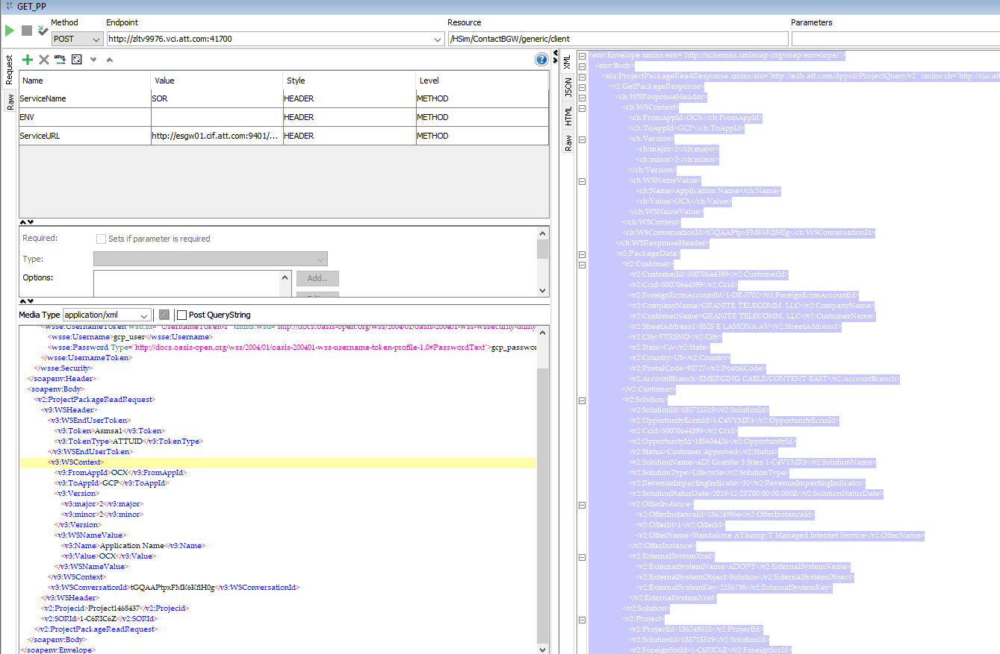 GET_PP
Method
Endpoint
Resource
Parameters
POST
http://zltv9976.vci.att.com:41700
/HSim/ContactBGW/generic/client
Request
Raw
Name Value Style Level
ServiceName SOR HEADER METHOD
ENV HEADER METHOD
ServiceURL http://esgw01.cif.att.com:9401/... HEADER METHOD
Required: Sets if parameter is required
Type:
Options: Add..
Media Type application/xml Post QueryString
<wsse:UsernameToken wsu:Id="UsernameToken-1" xmlns:wsu="http://docs.oasis-open.org/wss/2004/01/oasis-200401-wss-wssecurity-utility
<wsse:Username>gcp_user</wsse:Username>
<wsse:Password Type="http://docs.oasis-open.org/wss/2004/01/oasis-200401-wss-username-token-profile-1.0#PasswordText">gcp_passwor
</wsse:UsernameToken>
</wsse:Security>
</soapenv:Header>
<soapenv:Body>
<v2:ProjectPackageReadRequest>
<v3:WSHeader>
<v3:WSEndUserToken>
<v3:Token>Asmsa1</v3:Token>
<v3:TokenType>ATTUID</v3:TokenType>
</v3:WSEndUserToken>
<v3:WSContext>
<v3:FromAppId>OCX</v3:FromAppId>
<v3:ToAppId>GCP</v3:ToAppId>
<v3:Version>
<v3:major>2</v3:major>
<v3:minor>2</v3:minor>
</v3:Version>
<v3:WSNameValue>
<v3:Name>Application Name</v3:Name>
<v3:Value>OCX</v3:Value>
</v3:WSNameValue>
</v3:WSContext>
<v3:WSConversationId>tGQAAPtpxFMK6KflH0g</v3:WSConversationId>
</v3:WSHeader>
<v2:Projecid>Project1468437</v2:Projecid>
<v2:SORId>1-C6RIC6Z</v2:SORId>
</v2:ProjectPackageReadRequest>
</soapenv:Body>
</soapenv:Envelope>
XML
JSON
HTML
Raw
<env:Envelope xmlns:env="http://schemas.xmlsoap.org/soap/envelope/">
<env:Body>
<siu:ProjectPackageReadResponse xmlns:siu="http://edb.att.com/dppco/ProjectQuery/v2" xmlns:ch="http://cio.att
<v2:GetPackageResponse>
<ch:WSResponseHeader>
<ch:WSContext>
<ch:FromAppId>OCX</ch:FromAppId>
<ch:ToAppId>GCP</ch:ToAppId>
<ch:Version>
<ch:major>2</ch:major>
<ch:minor>2</ch:minor>
</ch:Version>
<ch:WSNameValue>
<ch:Name>Application Name</ch:Name>
<ch:Value>OCX</ch:Value>
</ch:WSNameValue>
</ch:WSContext>
<ch:WSConversationId>tGQAAPtpxFMK6KflH0g</ch:WSConversationId>
</ch:WSResponseHeader>
<v2:PackageData>
<v2:Customer>
<v2:CustomerId>50070644399</v2:CustomerId>
<v2:Ccid>50070644399</v2:Ccid>
<v2:ForeignEcrmAccountId>1-DE-5702</v2:ForeignEcrmAccountId>
<v2:CompanyName>GRANITE TELECOMM. LLC</v2:CompanyName>
<v2:CustomerName>GRANITE TELECOMM. LLC</v2:CustomerName>
<v2:StreetAddress1>5525 E LAMONA AV</v2:StreetAddress1>
<v2:City>FRESNO</v2:City>
<v2:State>CA</v2:State>
<v2:Country>US</v2:Country>
<v2:PostalCode>93727</v2:PostalCode>
<v2:AccountBranch>EMERGING CABLE/CONTENT EAST</v2:AccountBranch>
</v2:Customer>
<v2:Solution>
<v2:SolutionId>185715519</v2:SolutionId>
<v2:OpportunityEcrmId>1-C4VYMR3</v2:OpportunityEcrmId>
<v2:Ccid>50070644399</v2:Ccid>
<v2:OpportunityId>185604426</v2:OpportunityId>
<v2:Status>Customer Approved</v2:Status>
<v2:SolutionName>ADI Granite 3 Sites 1-C4VYMR3</v2:SolutionName>
<v2:SolutionType>Lifecycle</v2:SolutionType>
<v2:RevenueImpactingIndicator>N</v2:RevenueImpactingIndicator>
<v2:SolutionStatusDate>2019-12-23T00:00:00.000Z</v2:SolutionStatusDate>
<v2:OfferInstance>
<v2:OfferInstanceId>186249966</v2:OfferInstanceId>
<v2:OfferId>1</v2:OfferId>
<v2:OfferName>Standalone AT&amp;T Managed Internet Service</v2:OfferName>
</v2:OfferInstance>
<v2:ExternalSystemXref>
<v2:ExternalSystemName>ADOPT</v2:ExternalSystemName>
<v2:ExternalSystemObject>Solution</v2:ExternalSystemObject>
<v2:ExternalSystemKey>2256798</v2:ExternalSystemKey>
</v2:ExternalSystemXref>
</v2:Solution>
<v2:Project>
<v2:ProjectId>186249515</v2:ProjectId>
<v2:SolutionId>185715519</v2:SolutionId>
<v2:ForeignSorId>1-C6RIC6Z</v2:ForeignSorId>